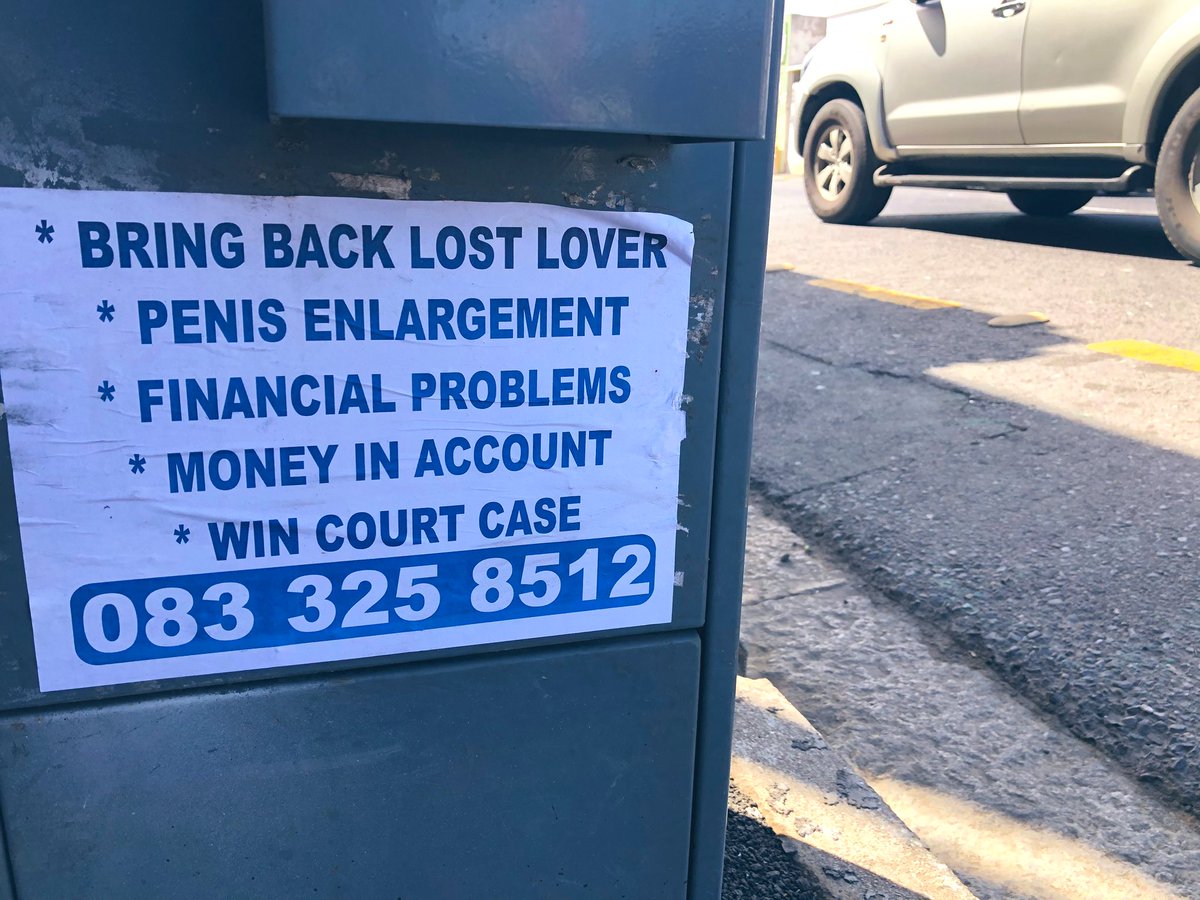 * BRING BACK LOST LOVER
* PENIS ENLARGEMENT
* FINANCIAL PROBLEMS
* MONEY IN ACCOUNT
* WIN COURT CASE
083 325 8512